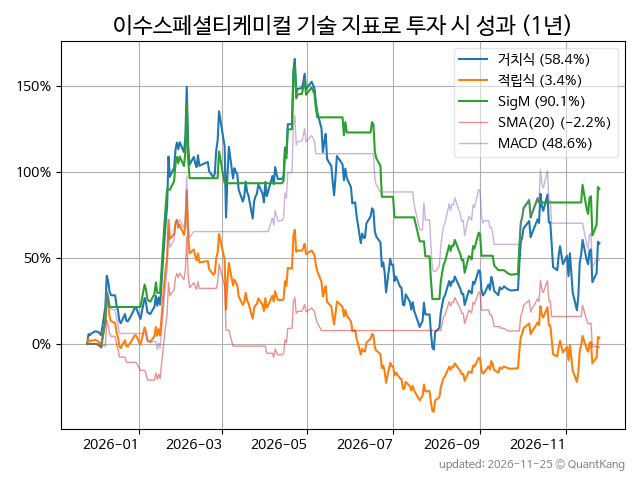 이수스페셜티케미컬 기술 지표로 투자 시 성과 (1년)
거치식 (58.4%)
적립식 (3.4%)
SigM (90.1%)
SMA(20) (-2.2%)
MACD (48.6%)
150%
100%
50%
0%
2026-01 2026-03 2026-05 2026-07 2026-09 2026-11
updated: 2026-11-25 © QuantKang